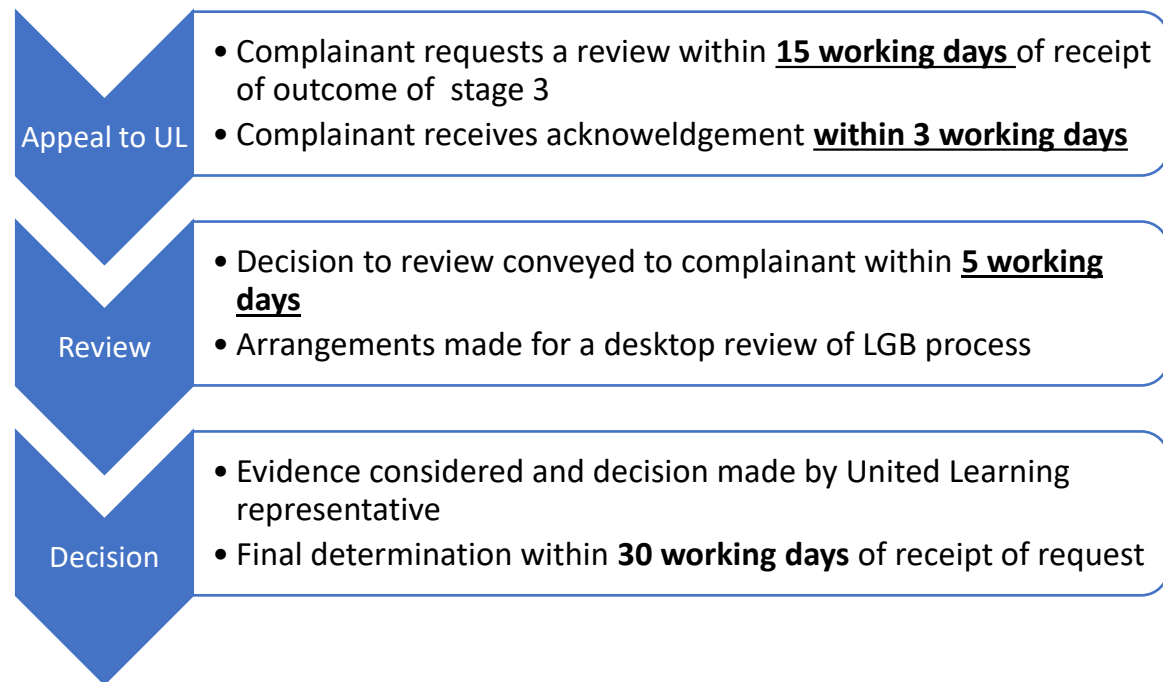 Appeal to UL
• Complainant requests a review within 15 working days of receipt
of outcome of stage 3
• Complainant receives acknoweldgement within 3 working days
Review
• Decision to review conveyed to complainant within 5 working
days
• Arrangements made for a desktop review of LGB process
Decision
• Evidence considered and decision made by United Learning
representative
• Final determination within 30 working days of receipt of request